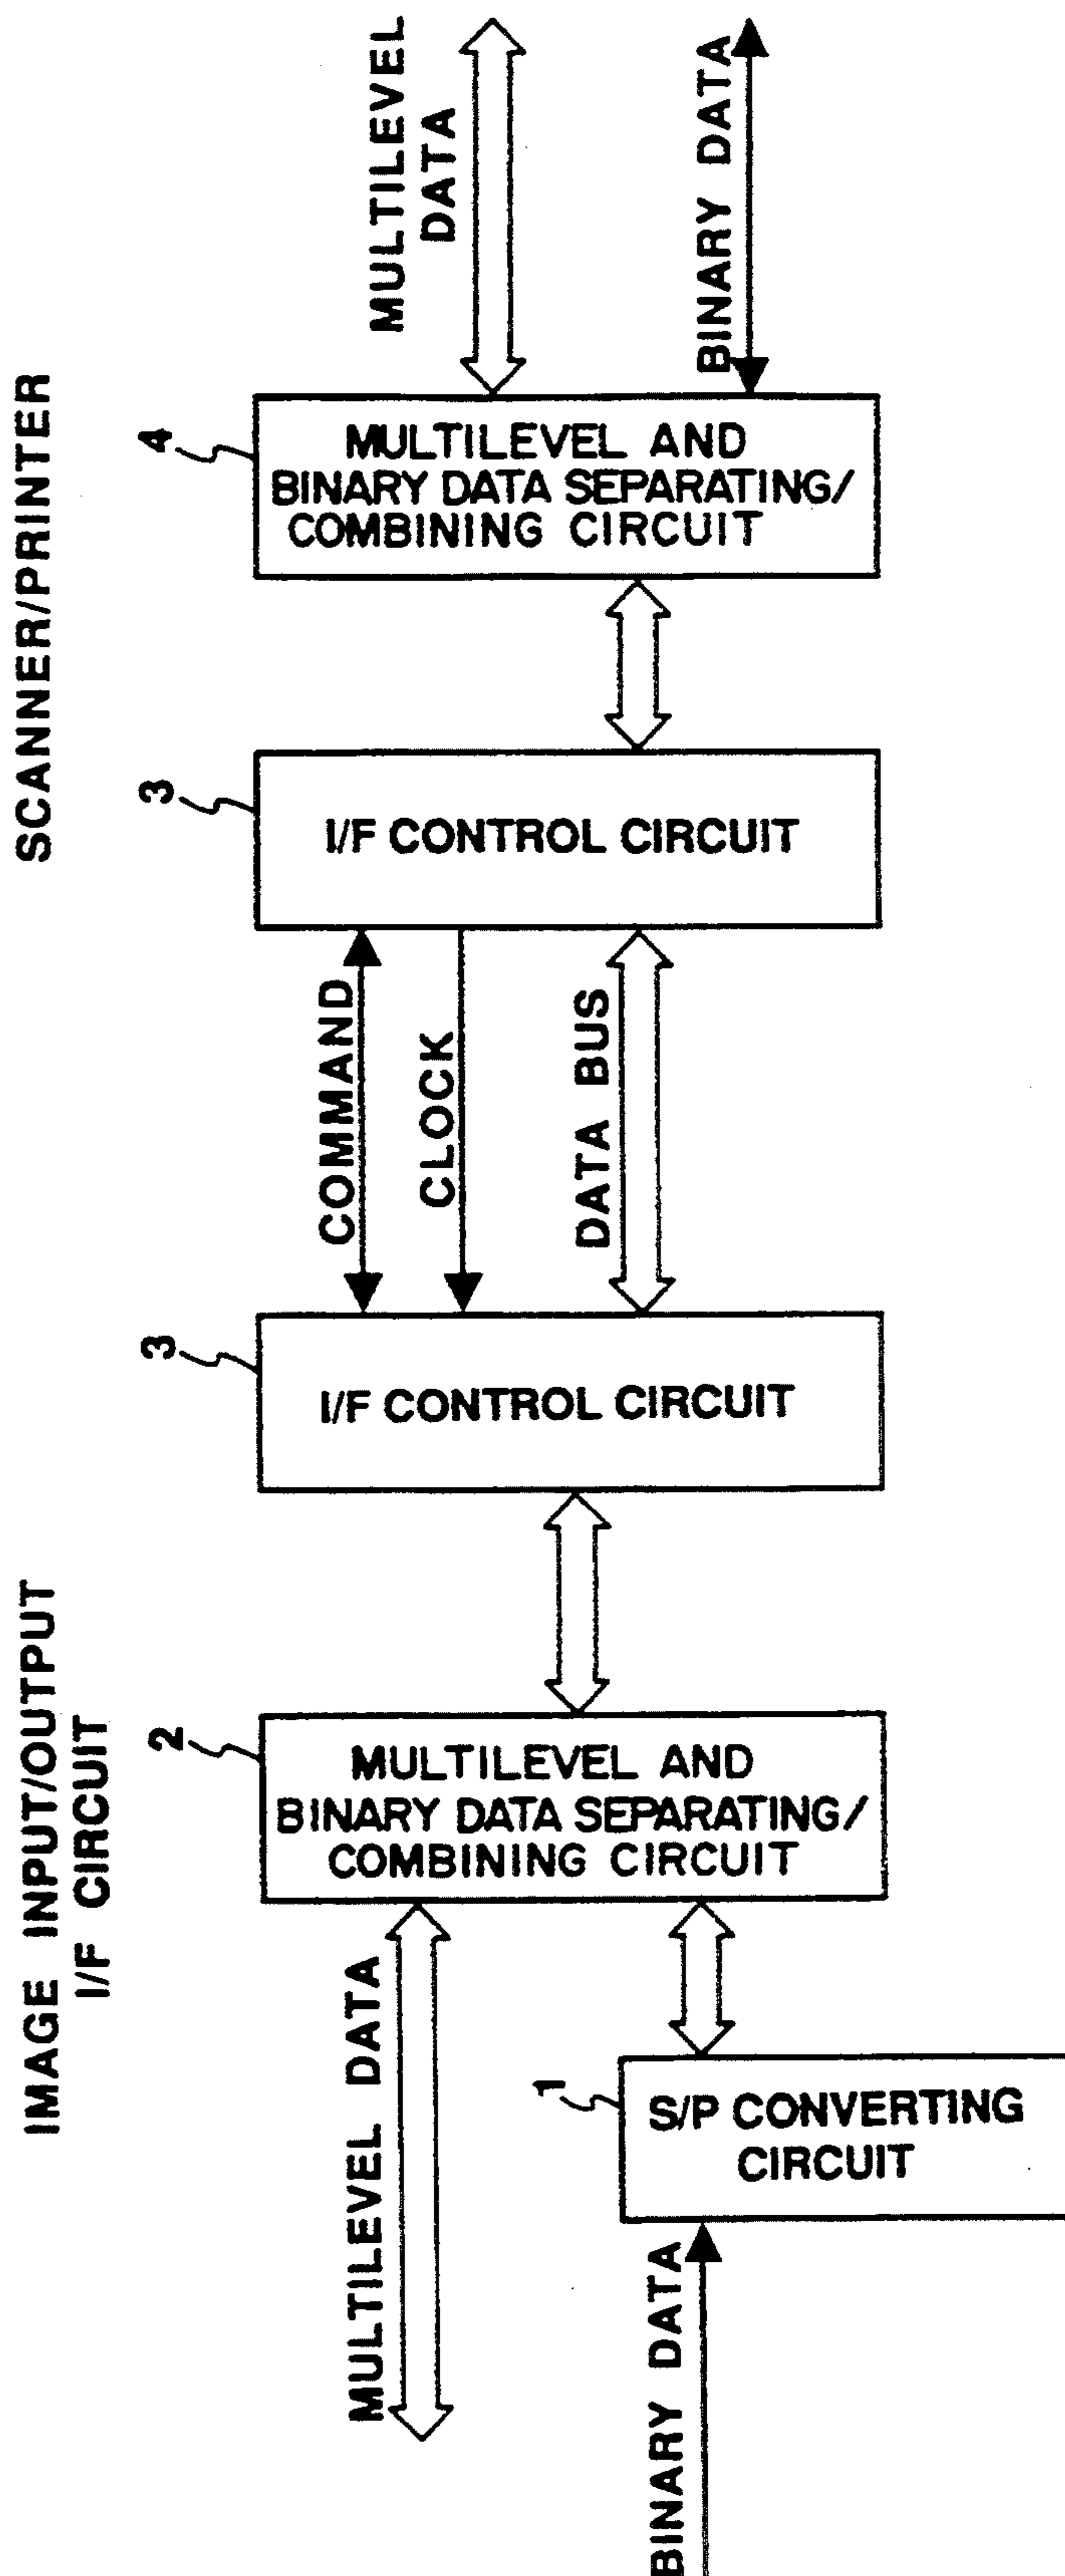 SCANNER/PRINTER
MULTILEVEL
DATA
BINARY DATA
4
MULTILEVEL AND
BINARY DATA SEPARATING/
COMBINING CIRCUIT
3
I/F CONTROL CIRCUIT
COMMAND
CLOCK
DATA BUS
3
I/F CONTROL CIRCUIT
IMAGE INPUT/OUTPUT
I/F CIRCUIT
2
MULTILEVEL AND
BINARY DATA SEPARATING/
COMBINING CIRCUIT
MULTILEVEL DATA
1
S/P CONVERTING
CIRCUIT
BINARY DATA